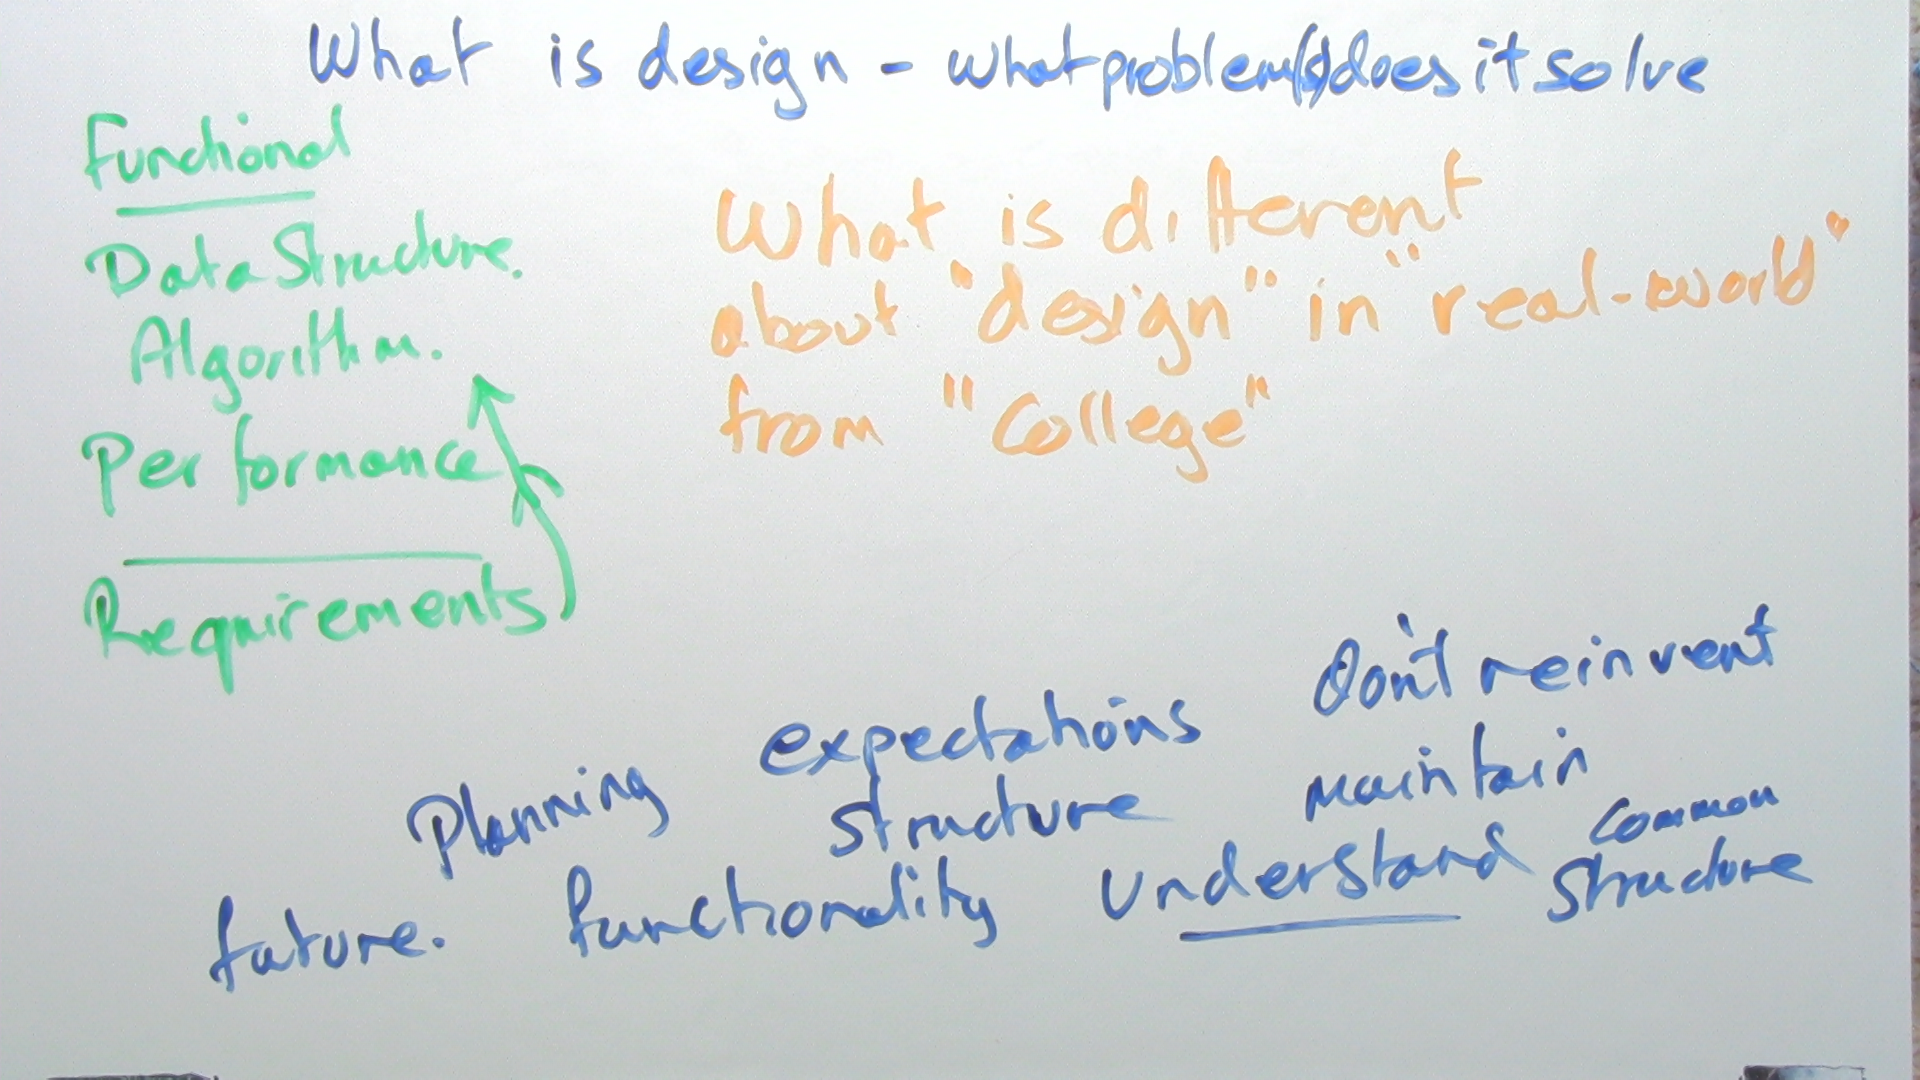 What is design - what problem(s) does it solve
Functional
Data Structure.
Algorithm.
Performance
Requirements
What is different
about "design" in "real-world"
from "College"
Planning
expectations
structure
future.
functionality
don't reinvent
maintain
understand
common
structure